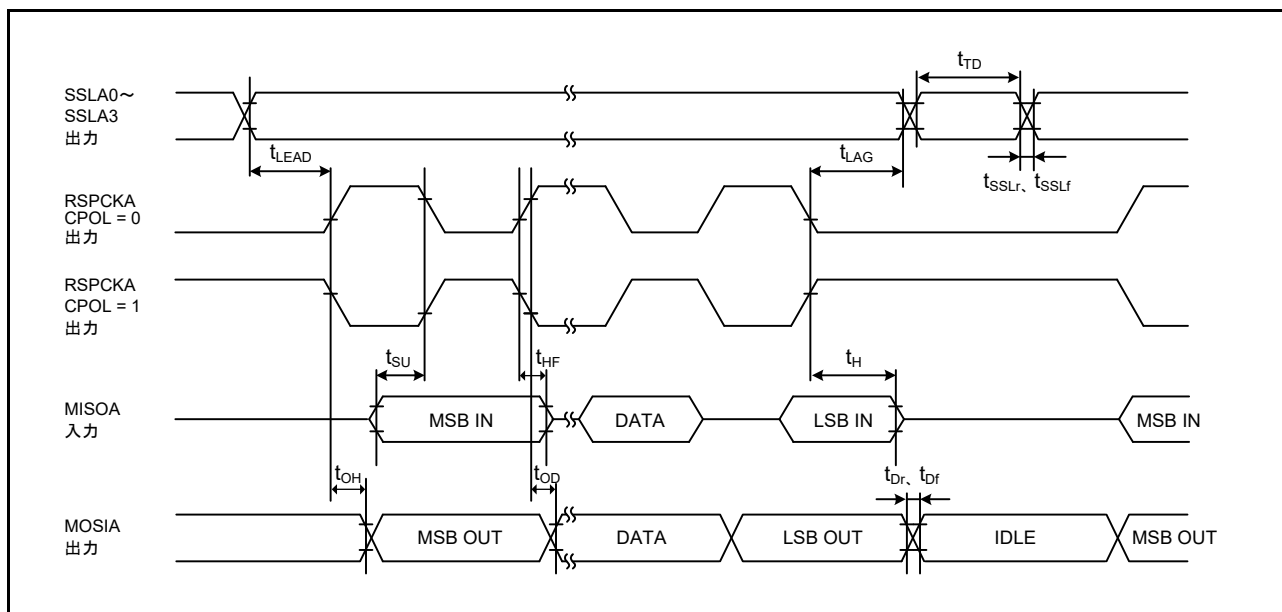 tTD
SSLA0～
SSLA3
出力
tLEAD
tLAG
tSSLr、tSSLf
RSPCKA
CPOL = 0
出力
RSPCKA
CPOL = 1
出力
tSU
tHF
tH
MISOA
入力
MSB IN
DATA
LSB IN
MSB IN
tOH
tOD
tDr、tDf
MOSIA
出力
MSB OUT
DATA
LSB OUT
IDLE
MSB OUT